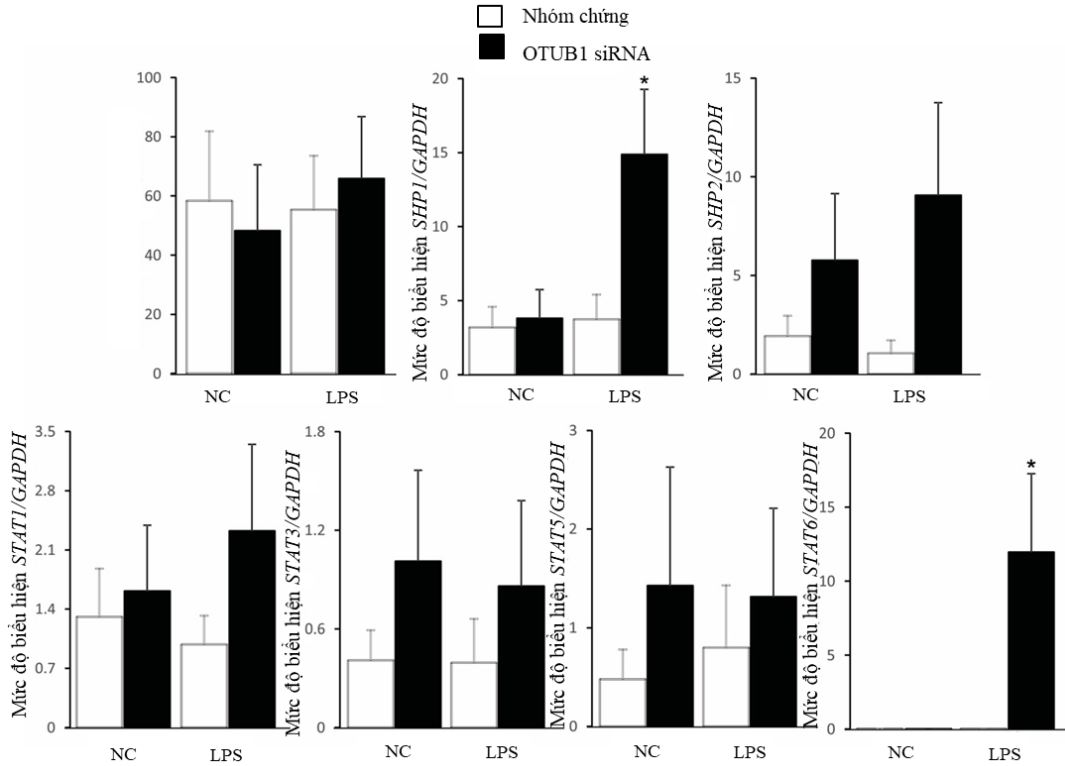 Nhóm chứng
OTUB1 siRNA
100
80
60
40
20
0
NC
LPS
Mức độ biểu hiện SHP1/GAPDH
20
15
10
5
0
*
NC
LPS
Mức độ biểu hiện SHP2/GAPDH
15
10
5
0
NC
LPS
Mức độ biểu hiện STAT1/GAPDH
3.5
2.8
2.1
1.4
0.7
0
NC
LPS
Mức độ biểu hiện STAT3/GAPDH
1.8
1.2
0.6
0
NC
LPS
Mức độ biểu hiện STAT5/GAPDH
3
2
1
0
NC
LPS
Mức độ biểu hiện STAT6/GAPDH
20
15
10
5
0
*
NC
LPS